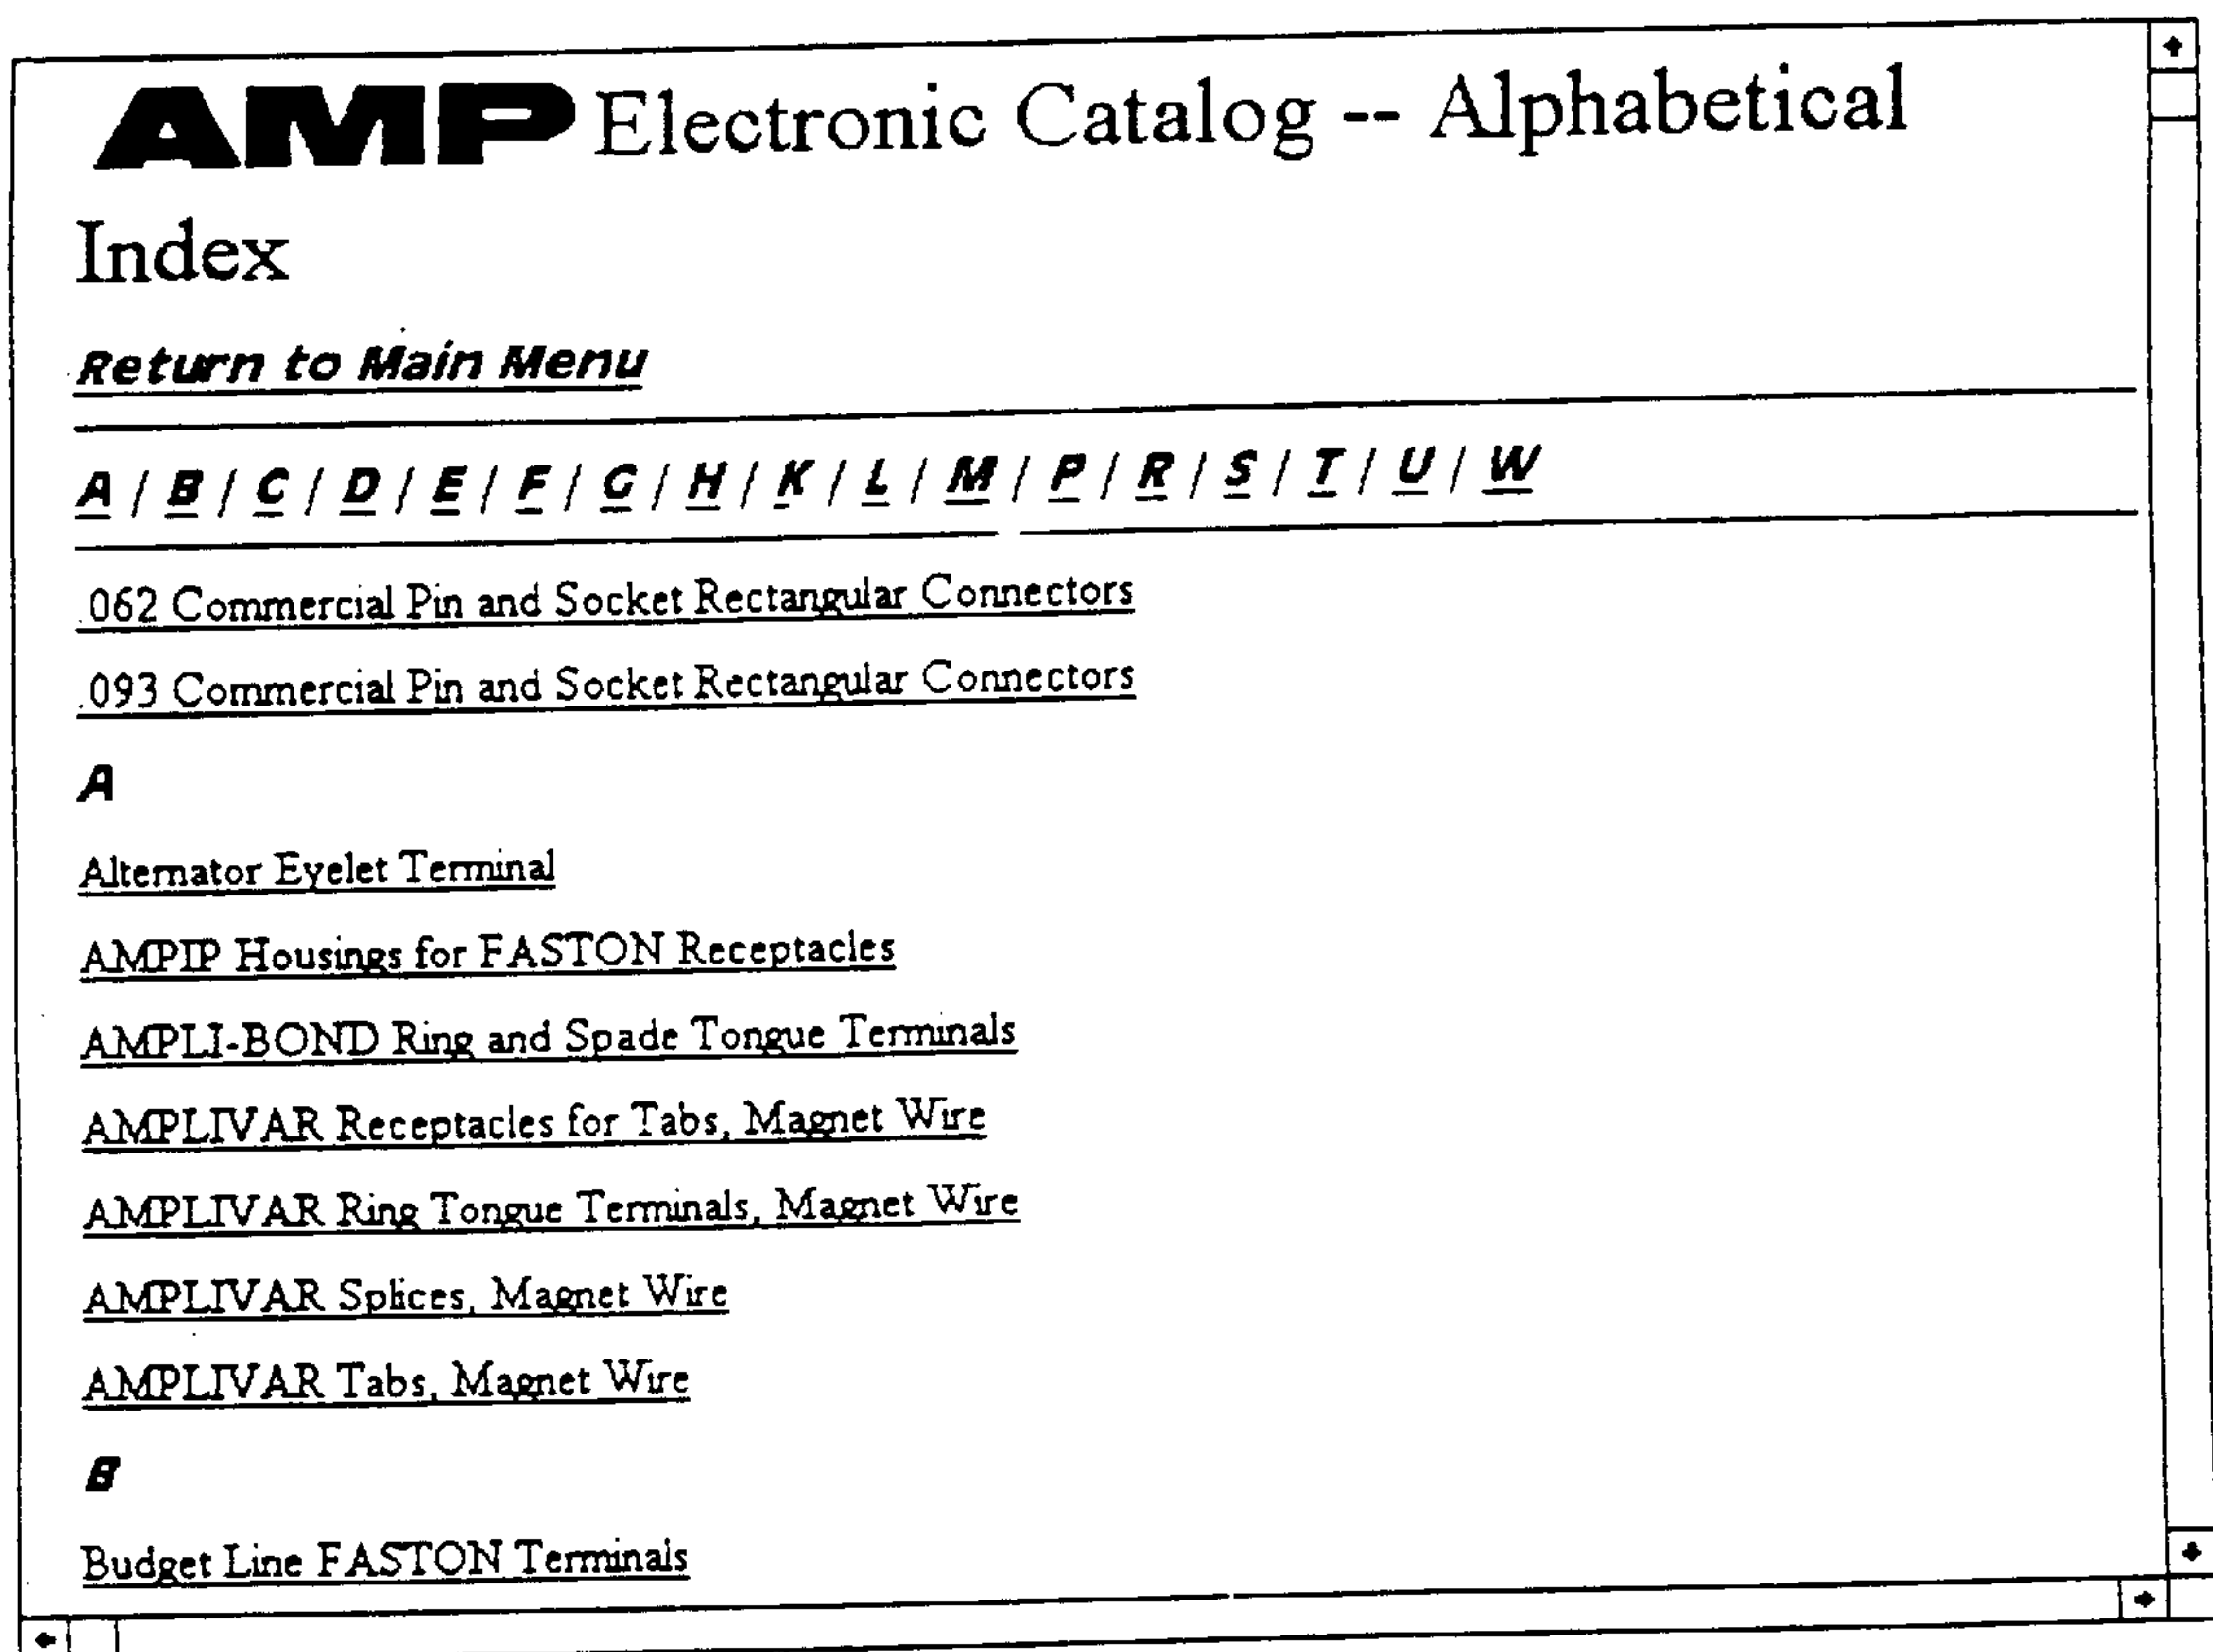 AMP Electronic Catalog -- Alphabetical
Index
Return to Main Menu
A / B / C / D / E / F / G / H / K / L / M / P / R / S / T / U / W
.062 Commercial Pin and Socket Rectangular Connectors
.093 Commercial Pin and Socket Rectangular Connectors
A
Alternator Eyelet Terminal
AMPIP Housings for FASTON Receptacles
AMPLI-BOND Ring and Spade Tongue Terminals
AMPLIVAR Receptacles for Tabs, Magnet Wire
AMPLIVAR Ring Tongue Terminals, Magnet Wire
AMPLIVAR Splices, Magnet Wire
AMPLIVAR Tabs, Magnet Wire
B
Budget Line FASTON Terminals